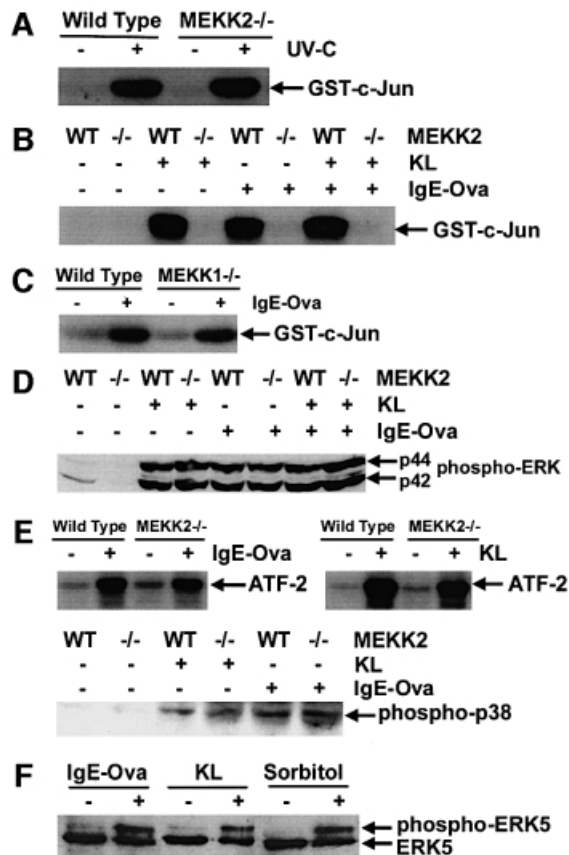 A
Wild Type MEKK2-/-
- + - + UV-C
GST-c-Jun
B
WT -/- WT -/- WT -/- WT -/- MEKK2
- - + + - - + + KL
- - - - + + + + IgE-Ova
GST-c-Jun
C
Wild Type MEKK1-/-
- + - + IgE-Ova
GST-c-Jun
D
WT -/- WT -/- WT -/- WT -/- MEKK2
- - + + - - + + KL
- - - - + + + + IgE-Ova
p44
phospho-ERK
p42
E
Wild Type MEKK2-/-
- + - + IgE-Ova
ATF-2
Wild Type MEKK2-/-
- + - + KL
ATF-2
WT -/- WT -/- WT -/- MEKK2
- - + + - - KL
- - - - + + IgE-Ova
phospho-p38
F
IgE-Ova KL Sorbitol
- + - + - +
phospho-ERK5
ERK5